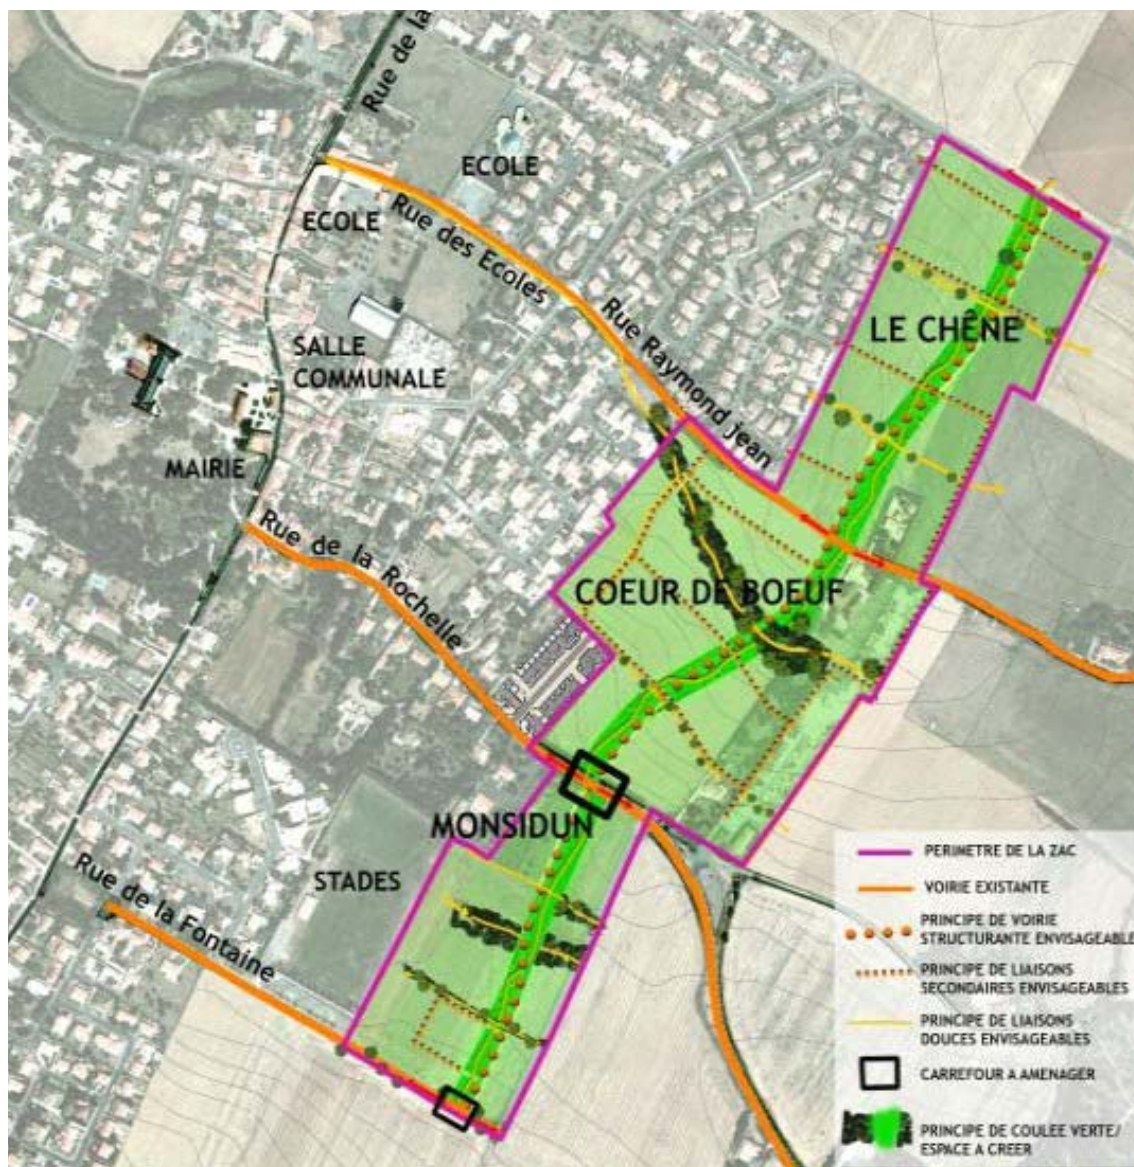 Rue de la
ECOLE
ECOLE
Rue des Ecoles
Rue Raymond Jean
LE CHÊNE
SALLE
COMMUNALE
MAIRIE
Rue de la Rochelle
COEUR DE BOEUF
MONSIDUN
STADES
Rue de la Fontaine
PERIMETRE DE LA ZAC
VOIRIE EXISTANTE
PRINCIPE DE VOIRIE
STRUCTURANTE ENVISAGEABLE
PRINCIPE DE LIAISONS
SECONDAIRES ENVISAGEABLES
PRINCIPE DE LIAISONS
DOUCES ENVISAGEABLES
CARREFOUR A AMENAGER
PRINCIPE DE COULEE VERTE/
ESPACE A CREER